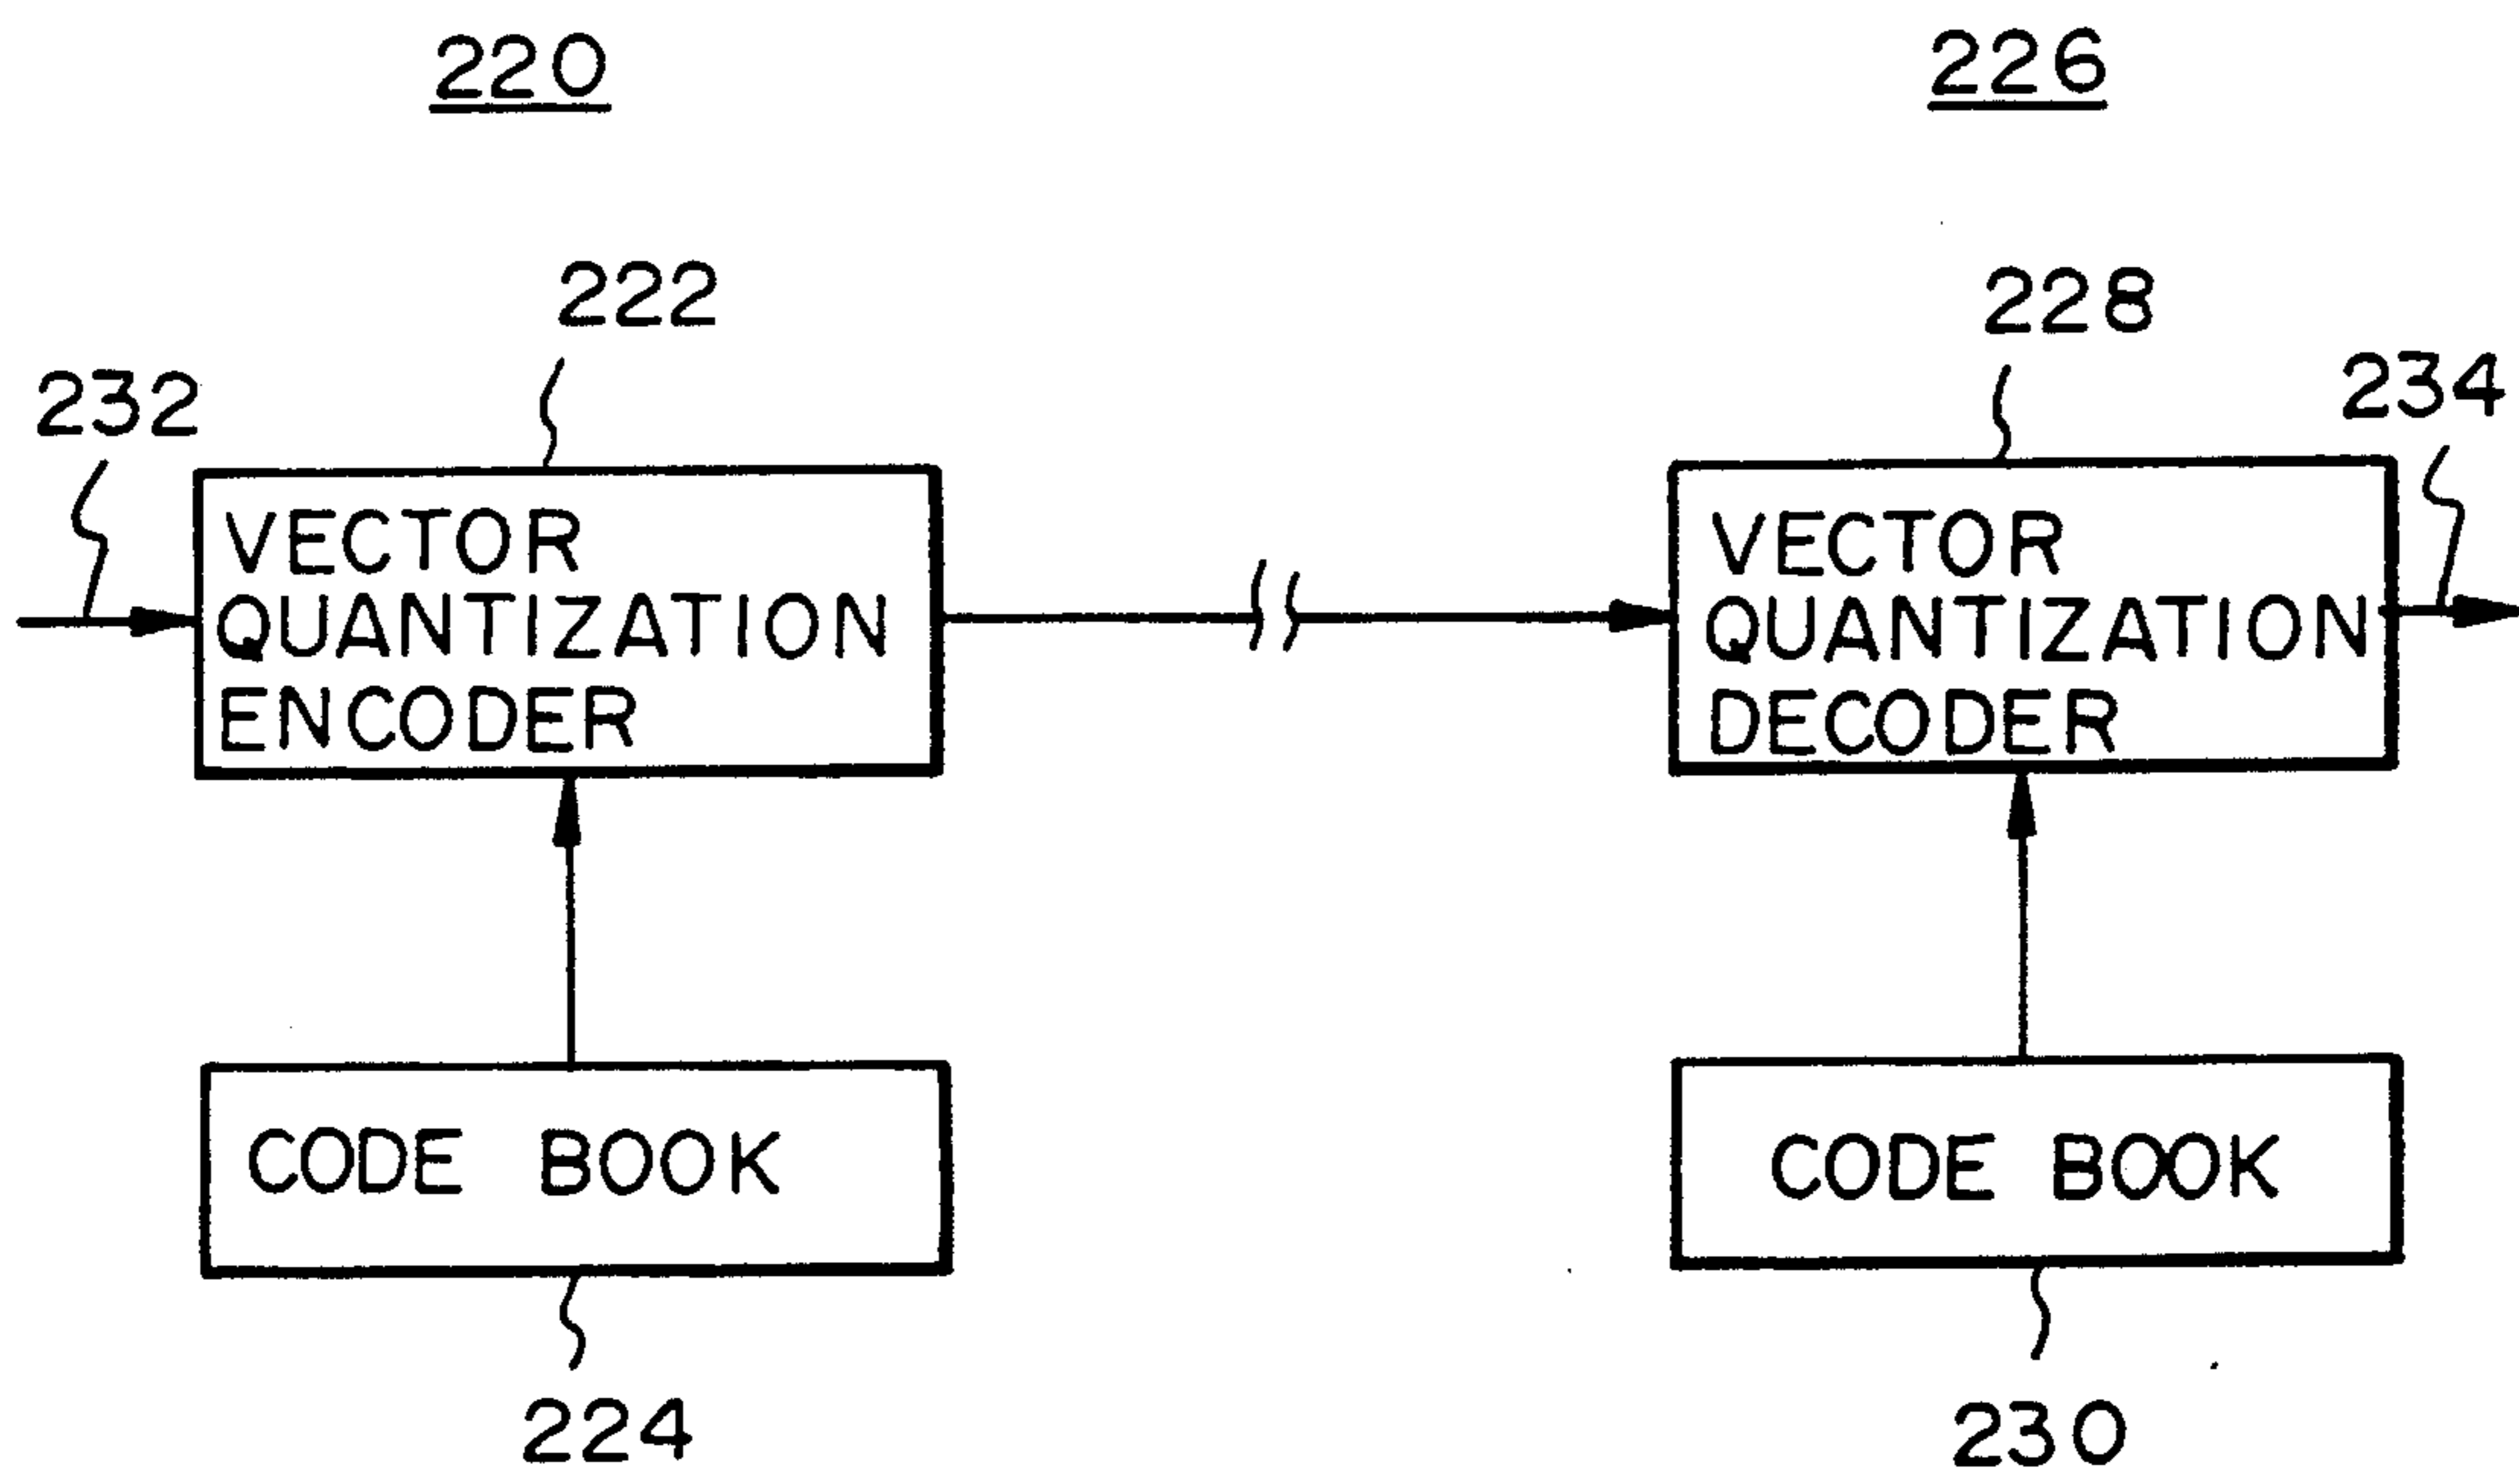 220
226
222
228
232
234
VECTOR
QUANTIZATION
ENCODER
VECTOR
QUANTIZATION
DECODER
CODE BOOK
CODE BOOK
224
230